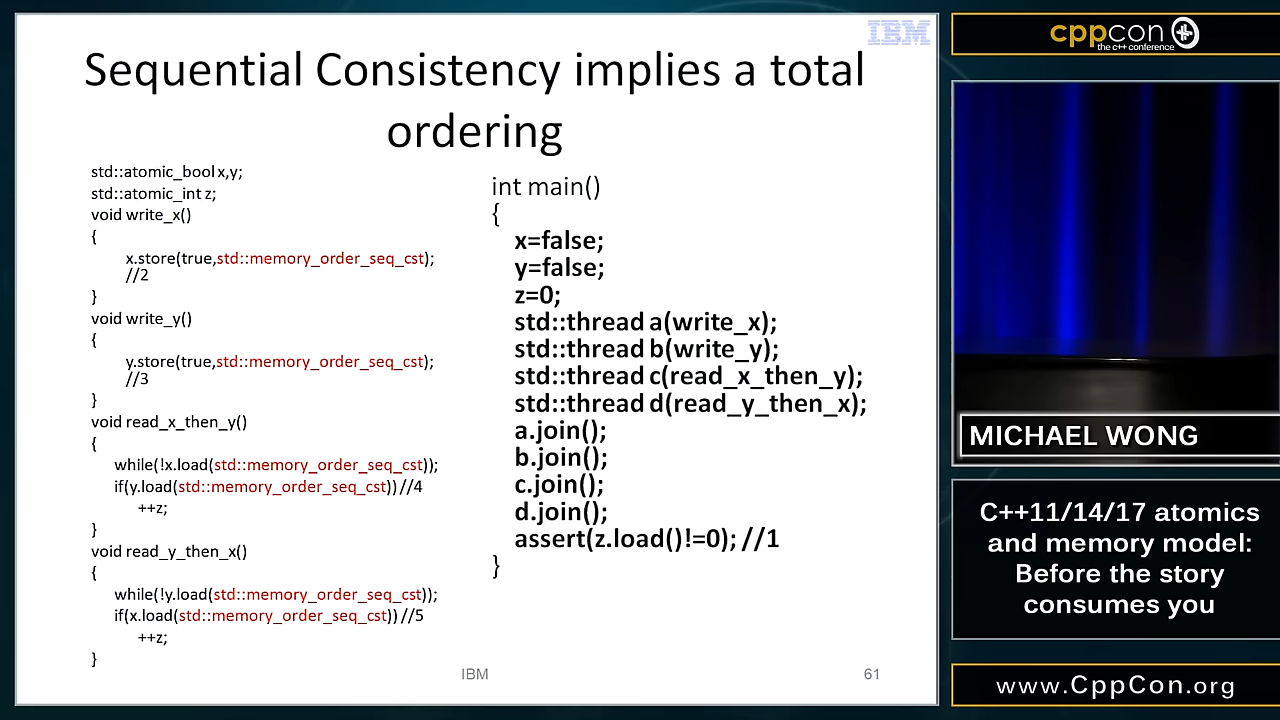 IBM
Sequential Consistency implies a total
ordering
std::atomic_bool x,y;
std::atomic_int z;
void write_x()
{
x.store(true,std::memory_order_seq_cst);
//2
}
void write_y()
{
y.store(true,std::memory_order_seq_cst);
//3
}
void read_x_then_y()
{
while(!x.load(std::memory_order_seq_cst));
if(y.load(std::memory_order_seq_cst)) //4
++z;
}
void read_y_then_x()
{
while(!y.load(std::memory_order_seq_cst));
if(x.load(std::memory_order_seq_cst)) //5
++z;
}
int main()
{
x=false;
y=false;
z=0;
std::thread a(write_x);
std::thread b(write_y);
std::thread c(read_x_then_y);
std::thread d(read_y_then_x);
a.join();
b.join();
c.join();
d.join();
assert(z.load()!=0); //1
}
IBM
61
cppcon
the c++ conference
MICHAEL WONG
C++11/14/17 atomics
and memory model:
Before the story
consumes you
www.CppCon.org